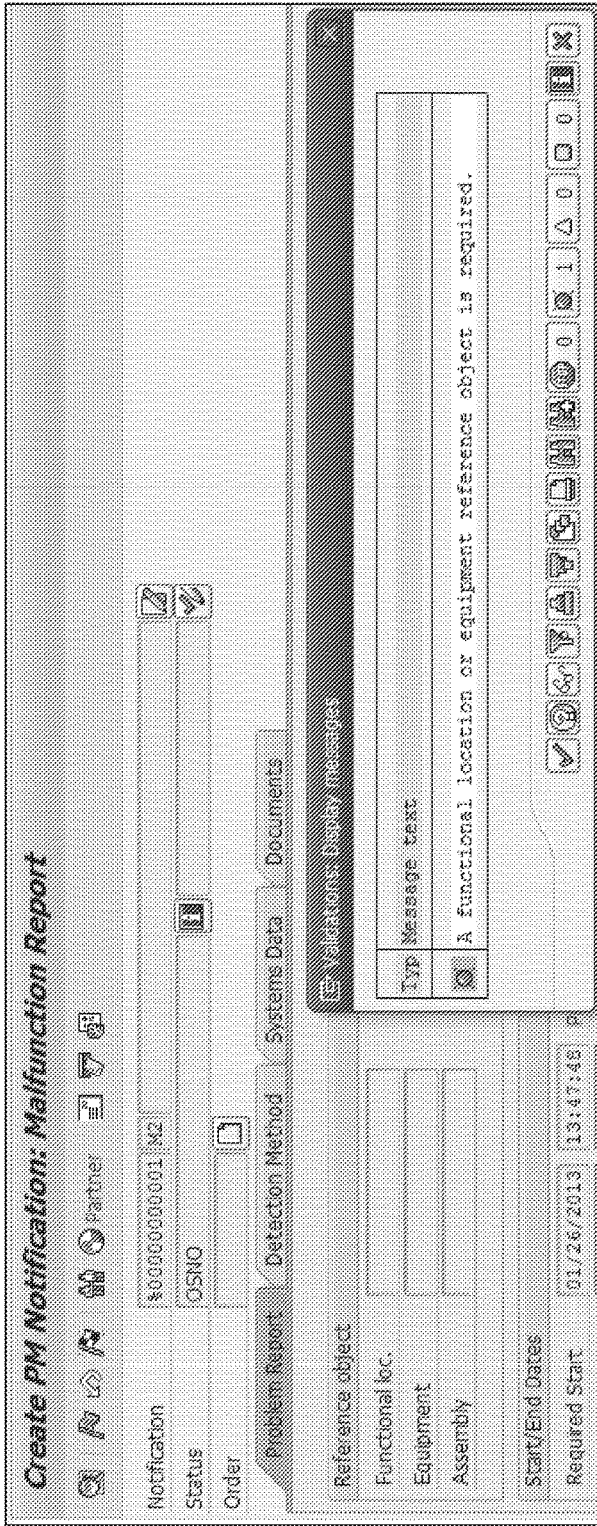 Create PM Notification: Malfunction Report
Partner
Notification %00000000001 M2
Status OSNO
Order
Problem Report Detection Method Systems Data Documents
Reference object
Functional loc.
Equipment
Assembly
Start/End Dates
Required Start 01/26/2013 13:47:48 P
Validations: Display messages
Typ Message text
A functional location or equipment reference object is required.
0 1 0 0